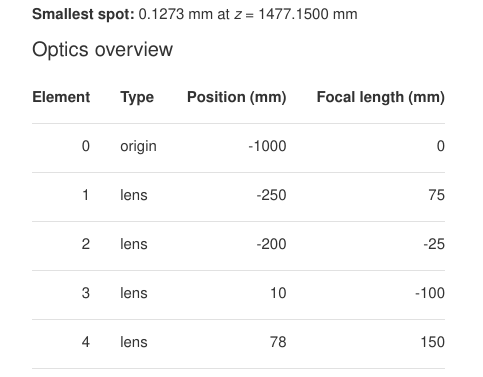 Smallest spot: 0.1273 mm at z = 1477.1500 mm
Optics overview
Element Type Position (mm) Focal length (mm)
0 origin -1000 0
1 lens -250 75
2 lens -200 -25
3 lens 10 -100
4 lens 78 150